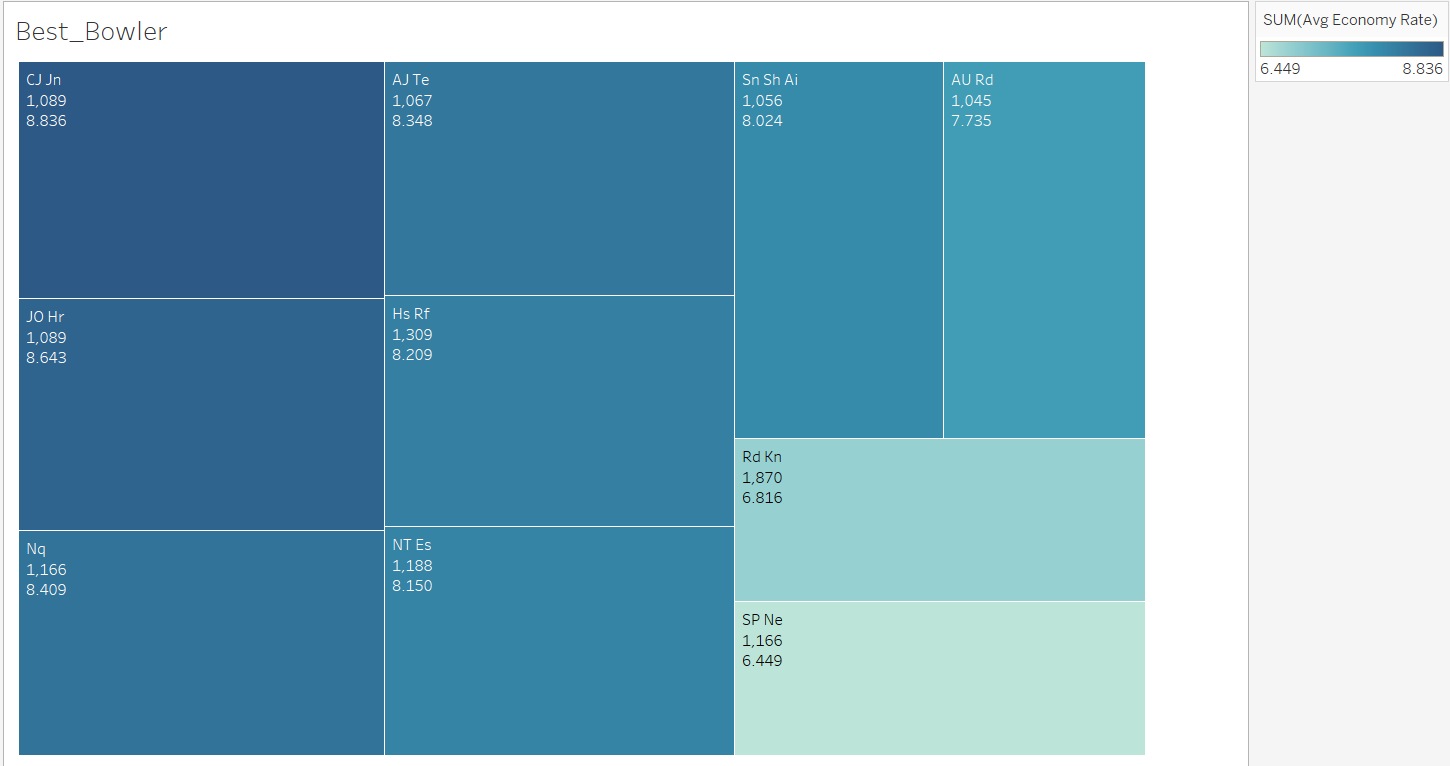 Best_Bowler
CJ Jn
1,089
8.836
JO Hr
1,089
8.643
Nq
1,166
8.409
AJ Te
1,067
8.348
Hs Rf
1,309
8.209
NT Es
1,188
8.150
Sn Sh Ai
1,056
8.024
AU Rd
1,045
7.735
Rd Kn
1,870
6.816
SP Ne
1,166
6.449
SUM(Avg Economy Rate)
6.449 8.836